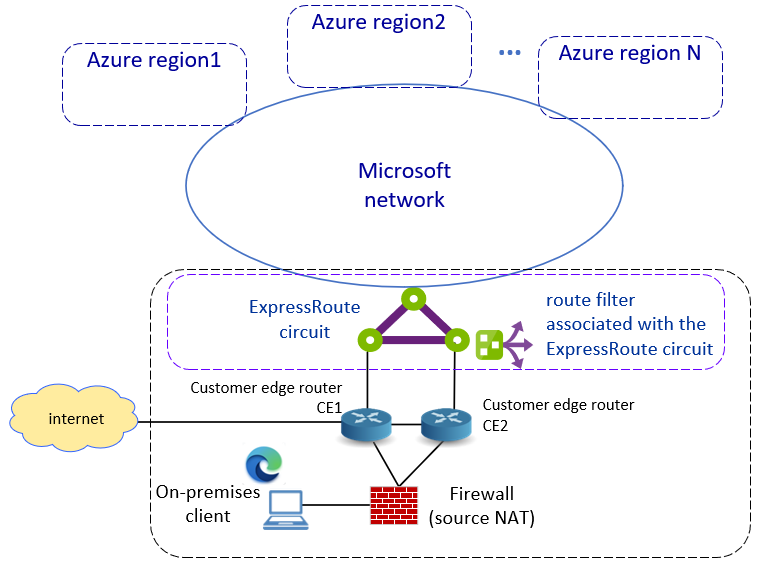 Azure region1
Azure region2
...
Azure region N
Microsoft
network
ExpressRoute
circuit
route filter
associated with the
ExpressRoute circuit
Customer edge router
CE1
Customer edge router
CE2
internet
On-premises
client
Firewall
(source NAT)